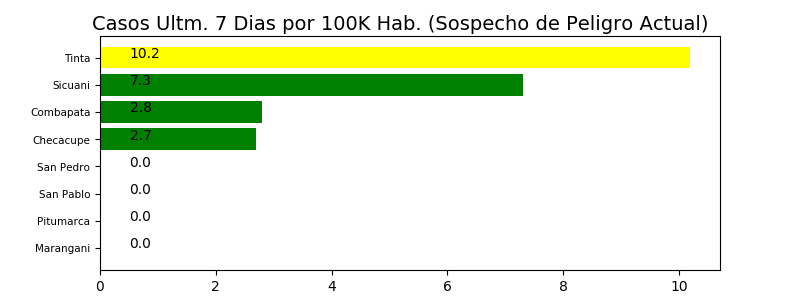 Casos Ultm. 7 Dias por 100K Hab. (Sospecho de Peligro Actual)
Tinta 10.2
Sicuani 7.3
Combapata 2.8
Checacupe 2.7
San Pedro 0.0
San Pablo 0.0
Pitumarca 0.0
Marangani 0.0
0 2 4 6 8 10